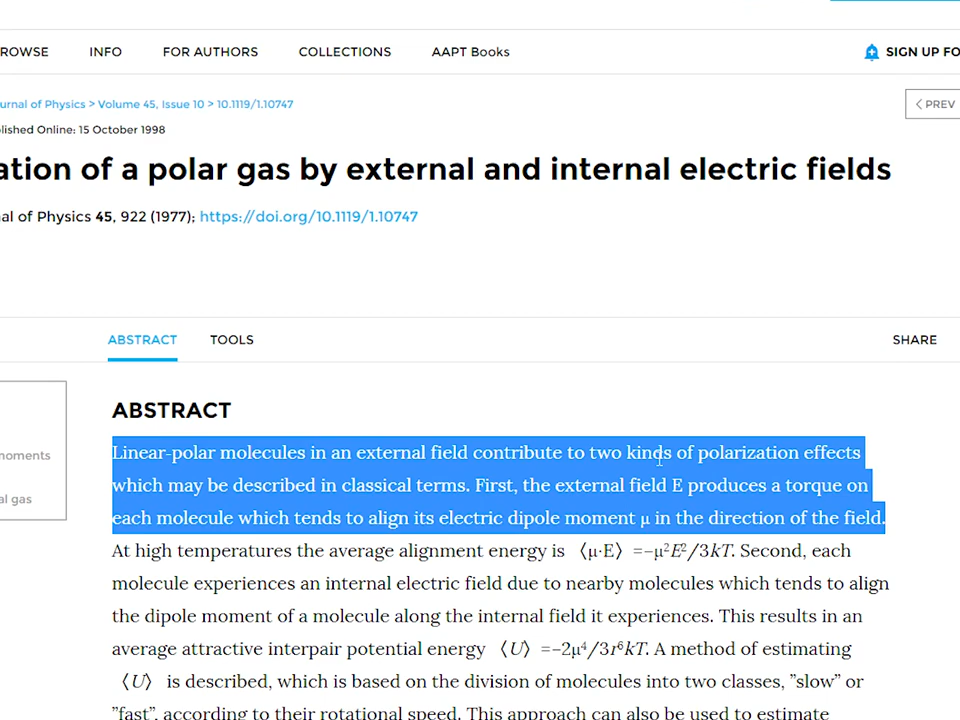 ROWSE INFO FOR AUTHORS COLLECTIONS AAPT Books SIGN UP FO
urnal of Physics > Volume 45, Issue 10 > 10.1119/1.10747
< PREV
lished Online: 15 October 1998
ation of a polar gas by external and internal electric fields
al of Physics 45, 922 (1977); https://doi.org/10.1119/1.10747
ABSTRACT TOOLS SHARE
ABSTRACT
Linear-polar molecules in an external field contribute to two kinds of polarization effects
which may be described in classical terms. First, the external field E produces a torque on
each molecule which tends to align its electric dipole moment μ in the direction of the field.
At high temperatures the average alignment energy is 〈μ·E〉 =−μ²E²/3kT. Second, each
molecule experiences an internal electric field due to nearby molecules which tends to align
the dipole moment of a molecule along the internal field it experiences. This results in an
average attractive interpair potential energy 〈U〉 =−2μ⁴/3r⁶kT. A method of estimating
〈U〉 is described, which is based on the division of molecules into two classes, ”slow” or
”fast”, according to their rotational speed. This approach can also be used to estimate
moments
al gas